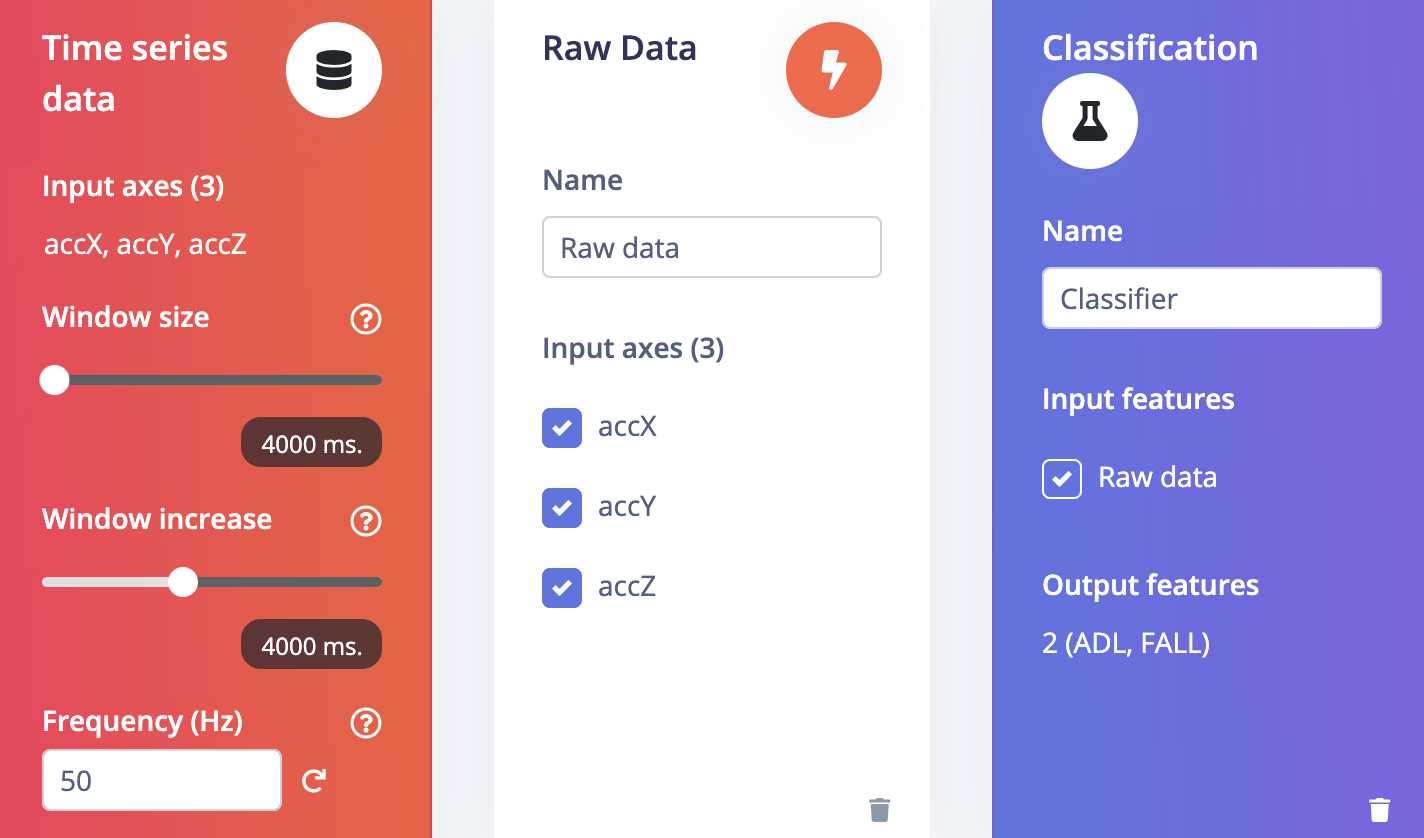 Time series
data
Input axes (3)
accX, accY, accZ
Window size
4000 ms.
Window increase
4000 ms.
Frequency (Hz)
50
Raw Data
Name
Raw data
Input axes (3)
accX
accY
accZ
Classification
Name
Classifier
Input features
Raw data
Output features
2 (ADL, FALL)